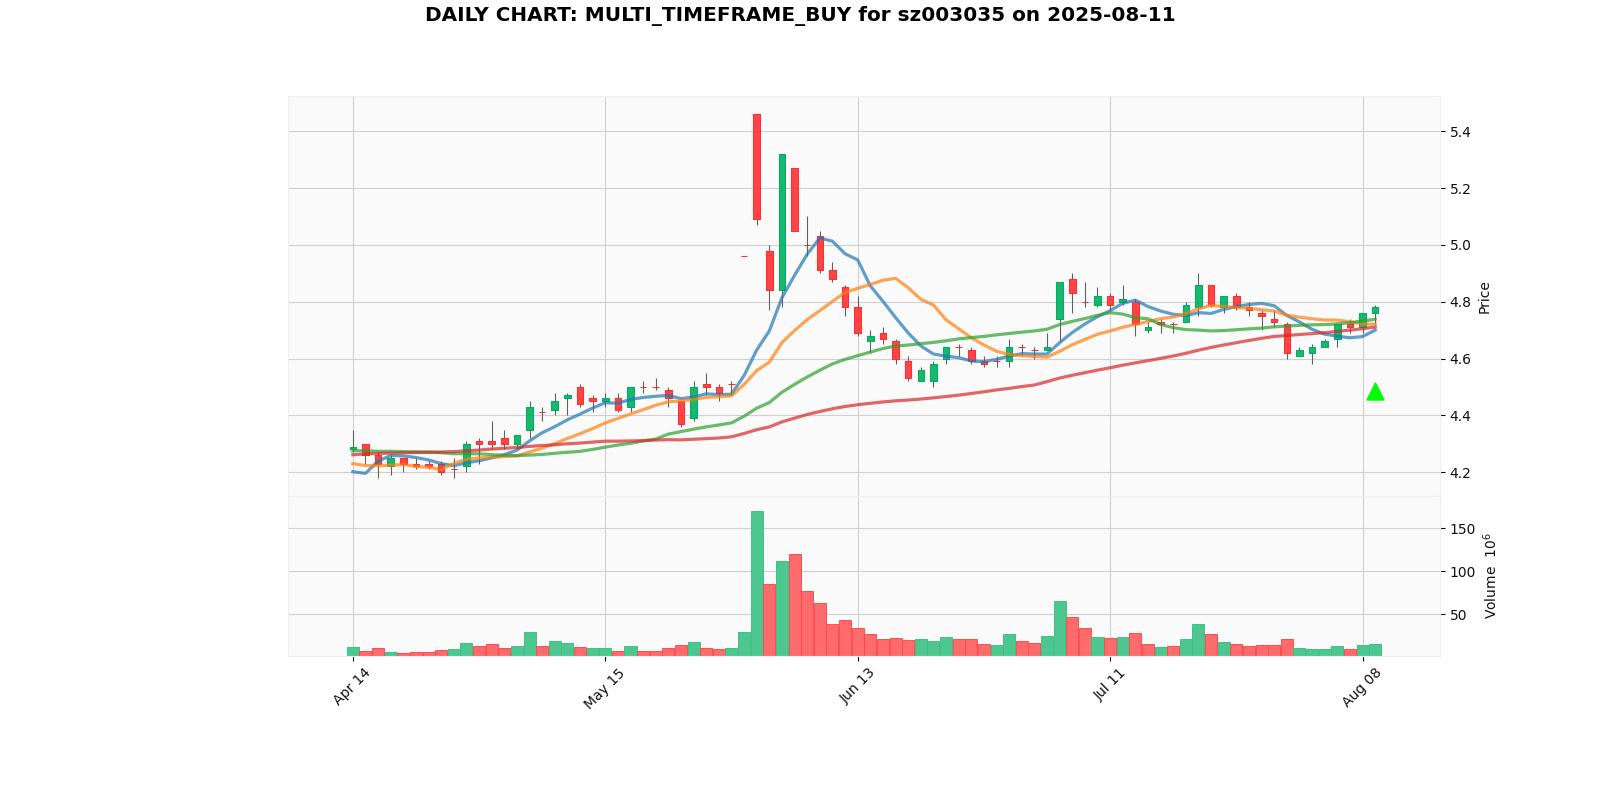 DAILY CHART: MULTI_TIMEFRAME_BUY for sz003035 on 2025-08-11
5.4
5.2
5.0
4.8
4.6
4.4
4.2
Price
150
100
50
Volume 10⁶
Apr 14
May 15
Jun 13
Jul 11
Aug 08